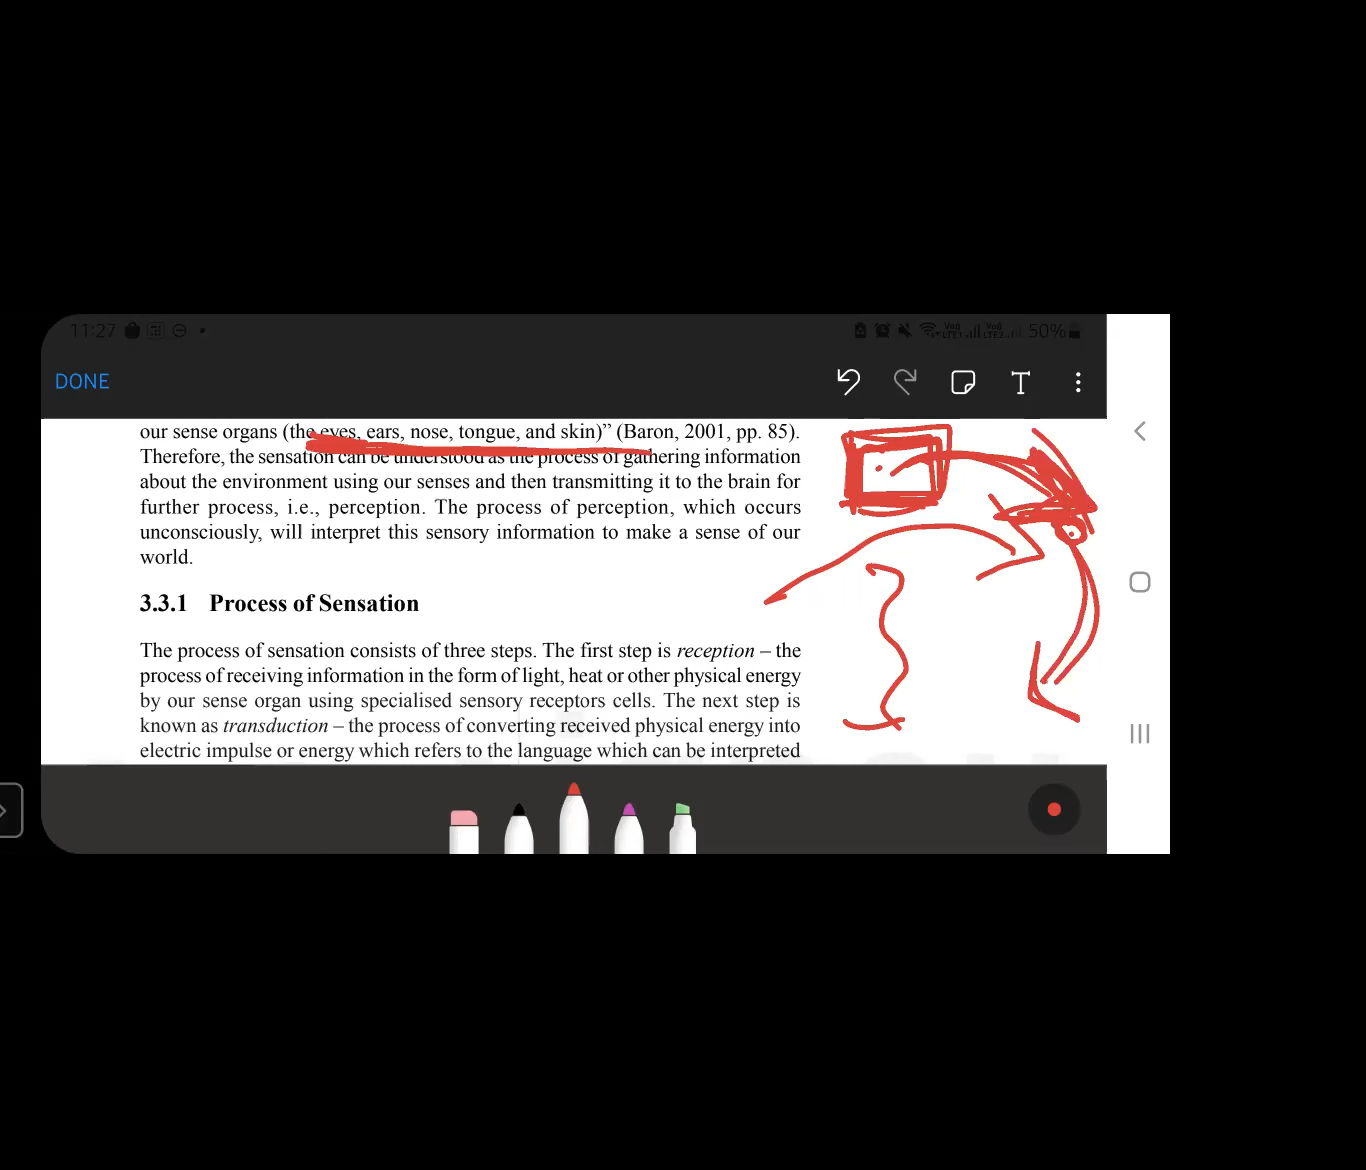 11:27
50%
DONE
our sense organs (the eyes, ears, nose, tongue, and skin)” (Baron, 2001, pp. 85).
Therefore, the sensation can be understood as the process of gathering information
about the environment using our senses and then transmitting it to the brain for
further process, i.e., perception. The process of perception, which occurs
unconsciously, will interpret this sensory information to make a sense of our
world.
3.3.1 Process of Sensation
The process of sensation consists of three steps. The first step is reception – the
process of receiving information in the form of light, heat or other physical energy
by our sense organ using specialised sensory receptors cells. The next step is
known as transduction – the process of converting received physical energy into
electric impulse or energy which refers to the language which can be interpreted